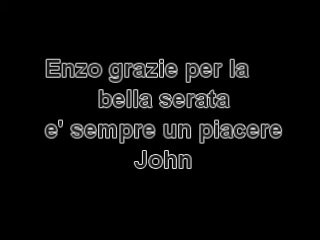 Enzo grazie per la
bella serata
e' sempre un piacere
John